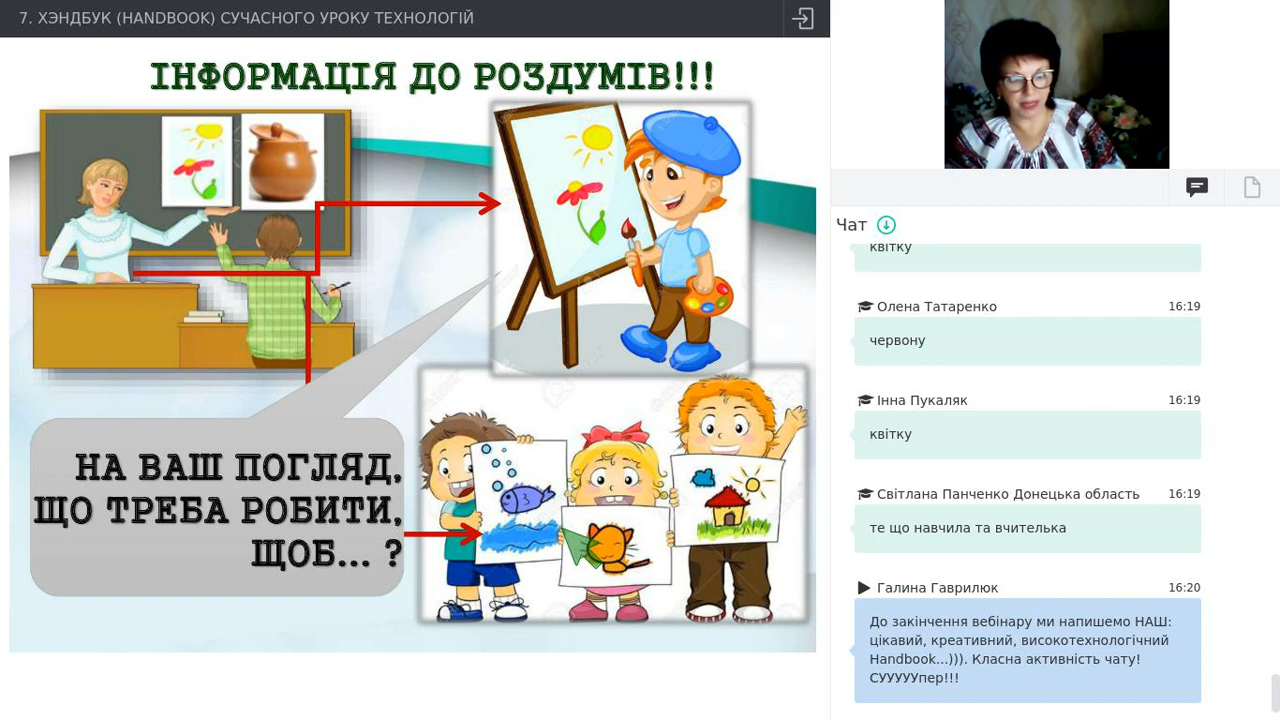 7. ХЭНДБУК (HANDBOOK) СУЧАСНОГО УРОКУ ТЕХНОЛОГІЙ
ІНФОРМАЦІЯ ДО РОЗДУМІВ!!!
НА ВАШ ПОГЛЯД,
ЩО ТРЕБА РОБИТИ,
ЩОБ... ?
Чат
квітку
Олена Татаренко 16:19
червону
Інна Пукаляк 16:19
квітку
Світлана Панченко Донецька область 16:19
те що навчила та вчителька
Галина Гаврилюк 16:20
До закінчення вебінару ми напишемо НАШ:
цікавий, креативний, високотехнологічний
Handbook...))). Класна активність чату!
СУУУУУпер!!!